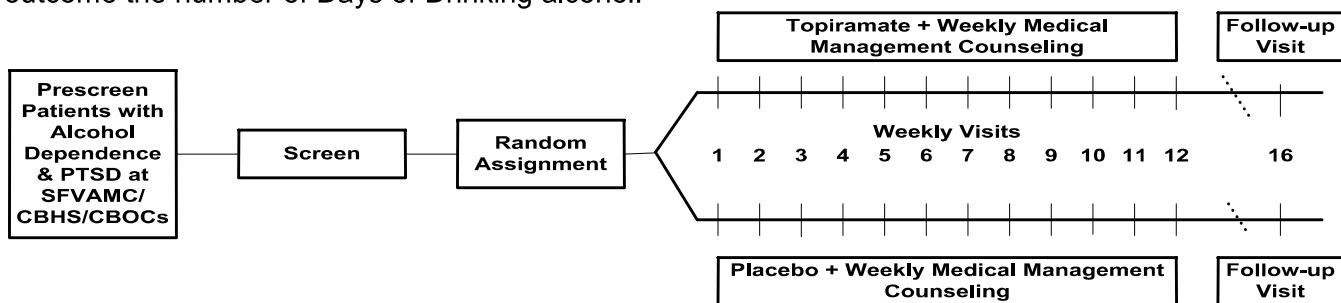 outcome the number of Days of Drinking alcohol.
Topiramate + Weekly Medical
Management Counseling
Follow-up
Visit
Prescreen
Patients with
Alcohol
Dependence
& PTSD at
SFVAMC/
CBHS/CBOCs
Screen
Random
Assignment
Weekly Visits
1 2 3 4 5 6 7 8 9 10 11 12 16
Placebo + Weekly Medical Management
Counseling
Follow-up
Visit